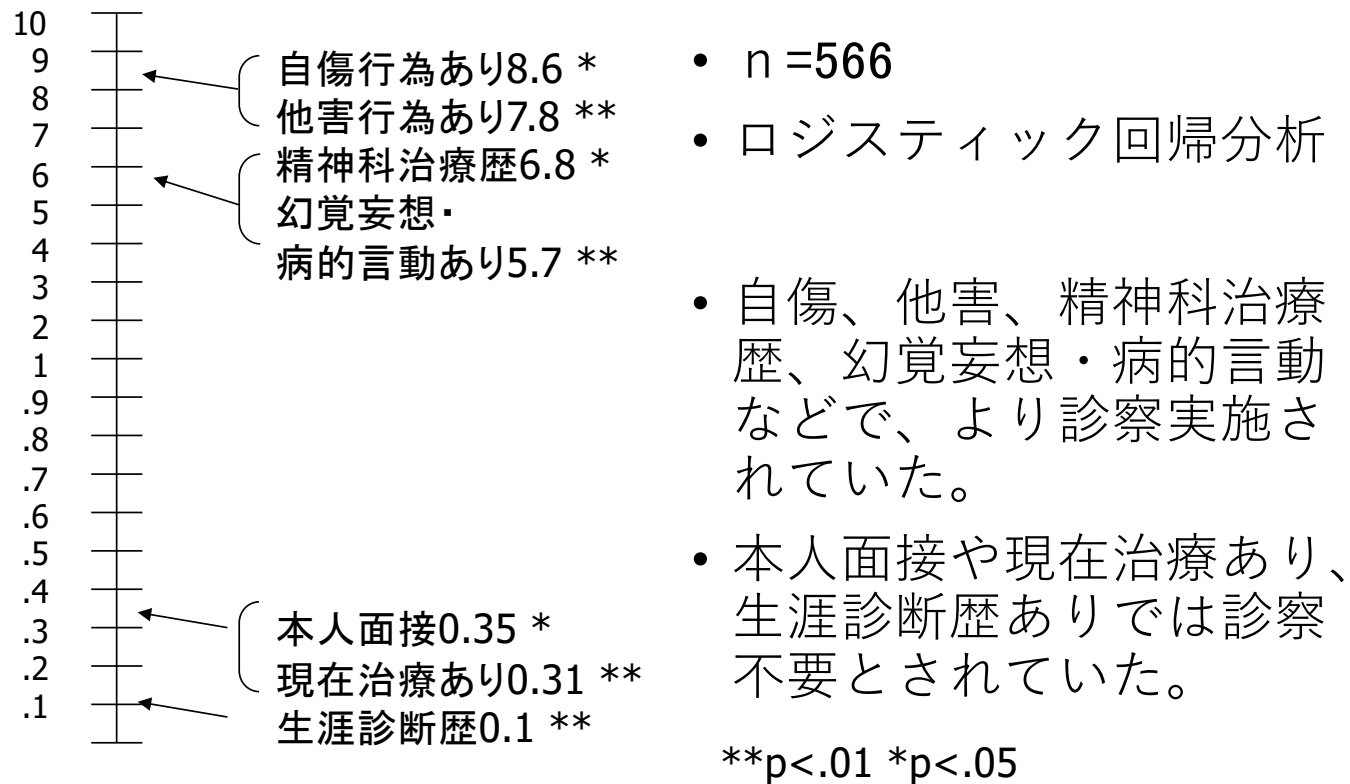 10
9
8
7
6
5
4
3
2
1
.9
.8
.7
.6
.5
.4
.3
.2
.1
自傷行為あり8.6 *
他害行為あり7.8 **
精神科治療歴6.8 *
幻覚妄想・
病的言動あり5.7 **
本人面接0.35 *
現在治療あり0.31 **
生涯診断歴0.1 **
• ｎ=566
• ロジスティック回帰分析
• 自傷、他害、精神科治療
歴、幻覚妄想・病的言動
などで、より診察実施さ
れていた。
• 本人面接や現在治療あり、
生涯診断歴ありでは診察
不要とされていた。
**p<.01 *p<.05